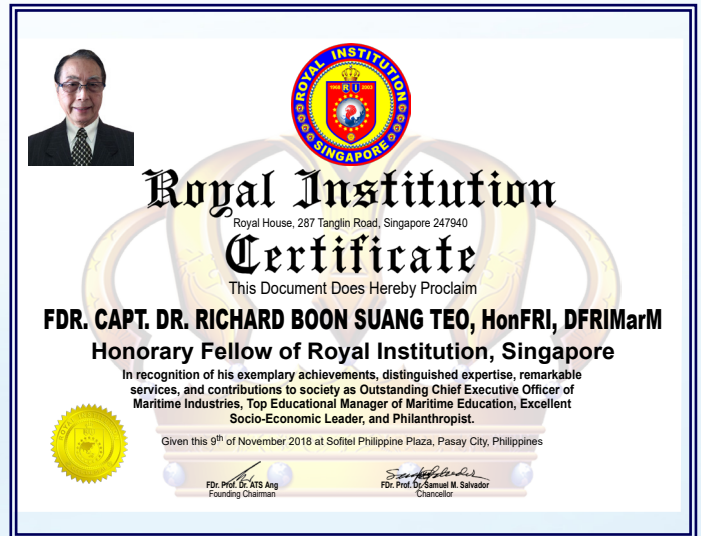 ROYAL INSTITUTION
1968 RI 2003
SINGAPORE
Royal Institution
Royal House, 287 Tanglin Road, Singapore 247940
Certificate
This Document Does Hereby Proclaim
FDR. CAPT. DR. RICHARD BOON SUANG TEO, HonFRI, DFRIMarM
Honorary Fellow of Royal Institution, Singapore
In recognition of his exemplary achievements, distinguished expertise, remarkable
services, and contributions to society as Outstanding Chief Executive Officer of
Maritime Industries, Top Educational Manager of Maritime Education, Excellent
Socio-Economic Leader, and Philanthropist.
Given this 9th of November 2018 at Sofitel Philippine Plaza, Pasay City, Philippines
FDr. Prof. Dr. ATS Ang
Founding Chairman
FDr. Prof. Dr. Samuel M. Salvador
Chancellor